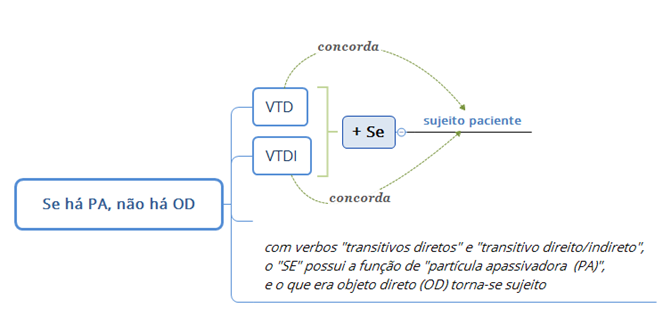 concorda
VTD
+ Se
sujeito paciente
VTDI
concorda
Se há PA, não há OD
com verbos "transitivos diretos" e "transitivo direito/indireto",
o "SE" possui a função de "partícula apassivadora (PA)",
e o que era objeto direto (OD) torna-se sujeito